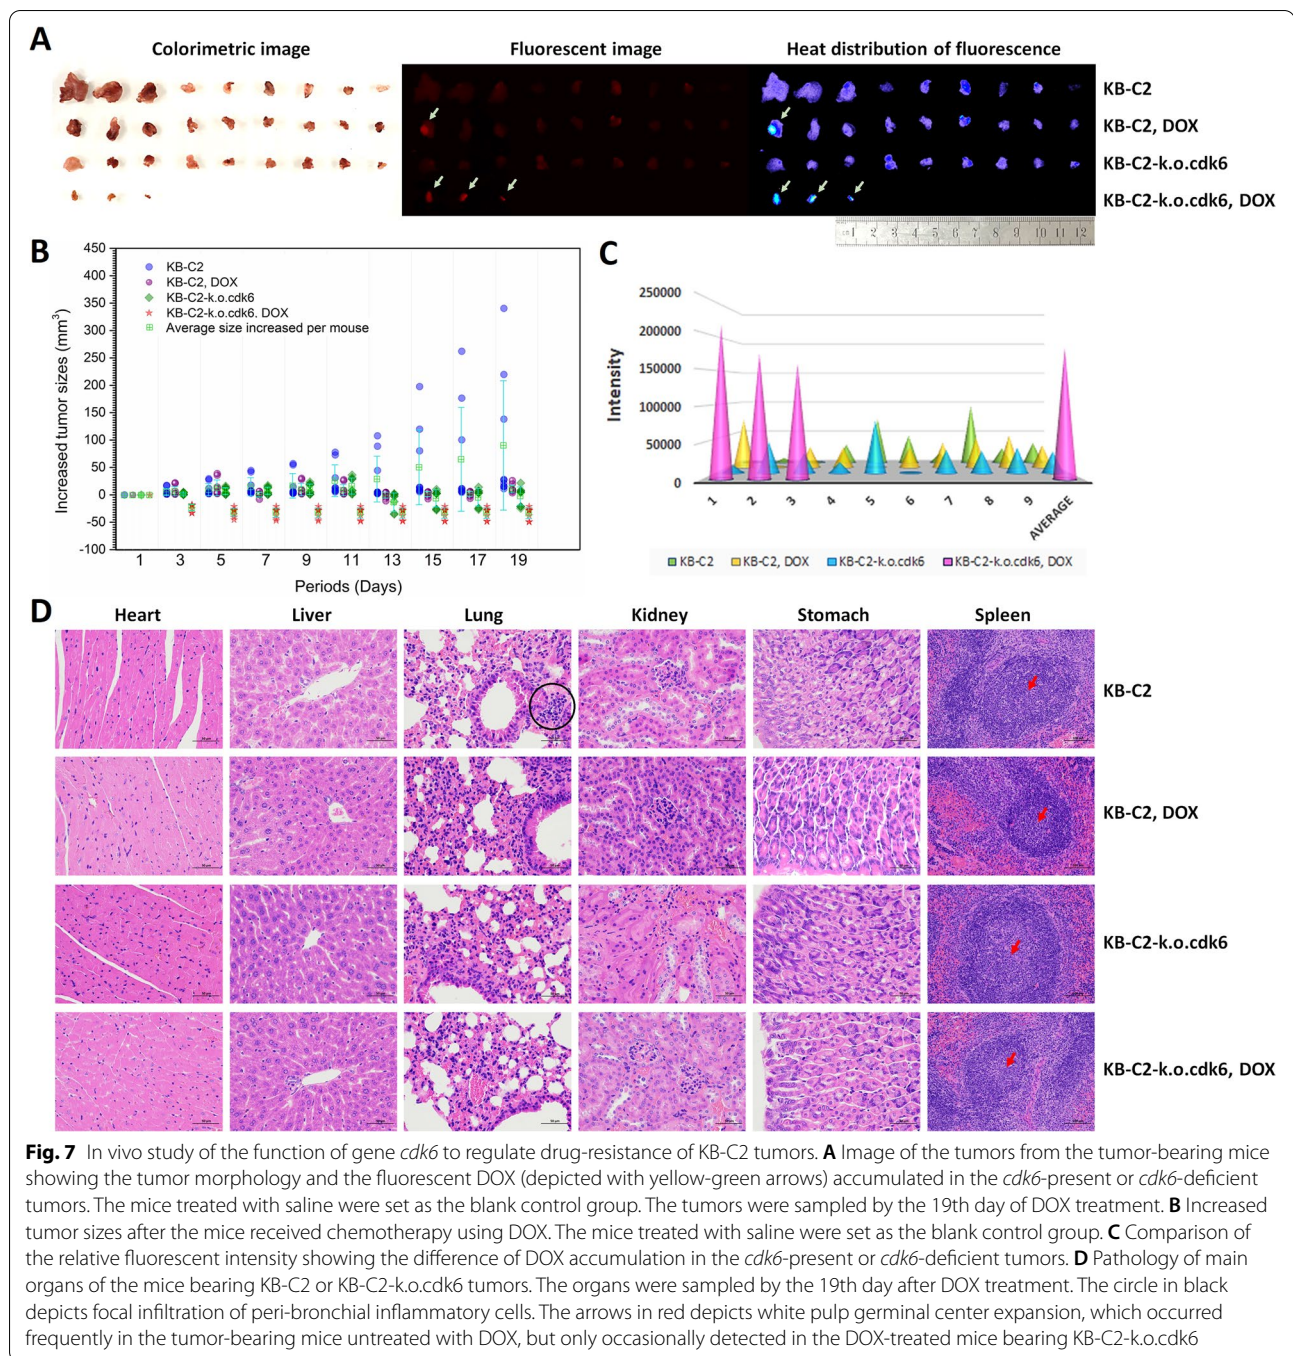 A
Colorimetric image
Fluorescent image
Heat distribution of fluorescence
KB-C2
KB-C2, DOX
KB-C2-k.o.cdk6
KB-C2-k.o.cdk6, DOX
1 2 3 4 5 6 7 8 9 10 11 12
B
450
400
350
300
250
200
150
100
50
0
-50
-100
Increased tumor sizes (mm3)
KB-C2
KB-C2, DOX
KB-C2-k.o.cdk6
KB-C2-k.o.cdk6. DOX
Average size increased per mouse
1 3 5 7 9 11 13 15 17 19
Periods (Days)
C
250000
200000
150000
100000
50000
0
Intensity
1 2 3 4 5 6 7 8 9 AVERAGE
KB-C2 KB-C2, DOX KB-C2-k.o.cdk6 KB-C2-k.o.cdk6, DOX
D
Heart Liver Lung Kidney Stomach Spleen
KB-C2
KB-C2, DOX
KB-C2-k.o.cdk6
KB-C2-k.o.cdk6, DOX
Fig. 7 In vivo study of the function of gene cdk6 to regulate drug-resistance of KB-C2 tumors. A Image of the tumors from the tumor-bearing mice
showing the tumor morphology and the fluorescent DOX (depicted with yellow-green arrows) accumulated in the cdk6-present or cdk6-deficient
tumors. The mice treated with saline were set as the blank control group. The tumors were sampled by the 19th day of DOX treatment. B Increased
tumor sizes after the mice received chemotherapy using DOX. The mice treated with saline were set as the blank control group. C Comparison of
the relative fluorescent intensity showing the difference of DOX accumulation in the cdk6-present or cdk6-deficient tumors. D Pathology of main
organs of the mice bearing KB-C2 or KB-C2-k.o.cdk6 tumors. The organs were sampled by the 19th day after DOX treatment. The circle in black
depicts focal infiltration of peri-bronchial inflammatory cells. The arrows in red depicts white pulp germinal center expansion, which occurred
frequently in the tumor-bearing mice untreated with DOX, but only occasionally detected in the DOX-treated mice bearing KB-C2-k.o.cdk6